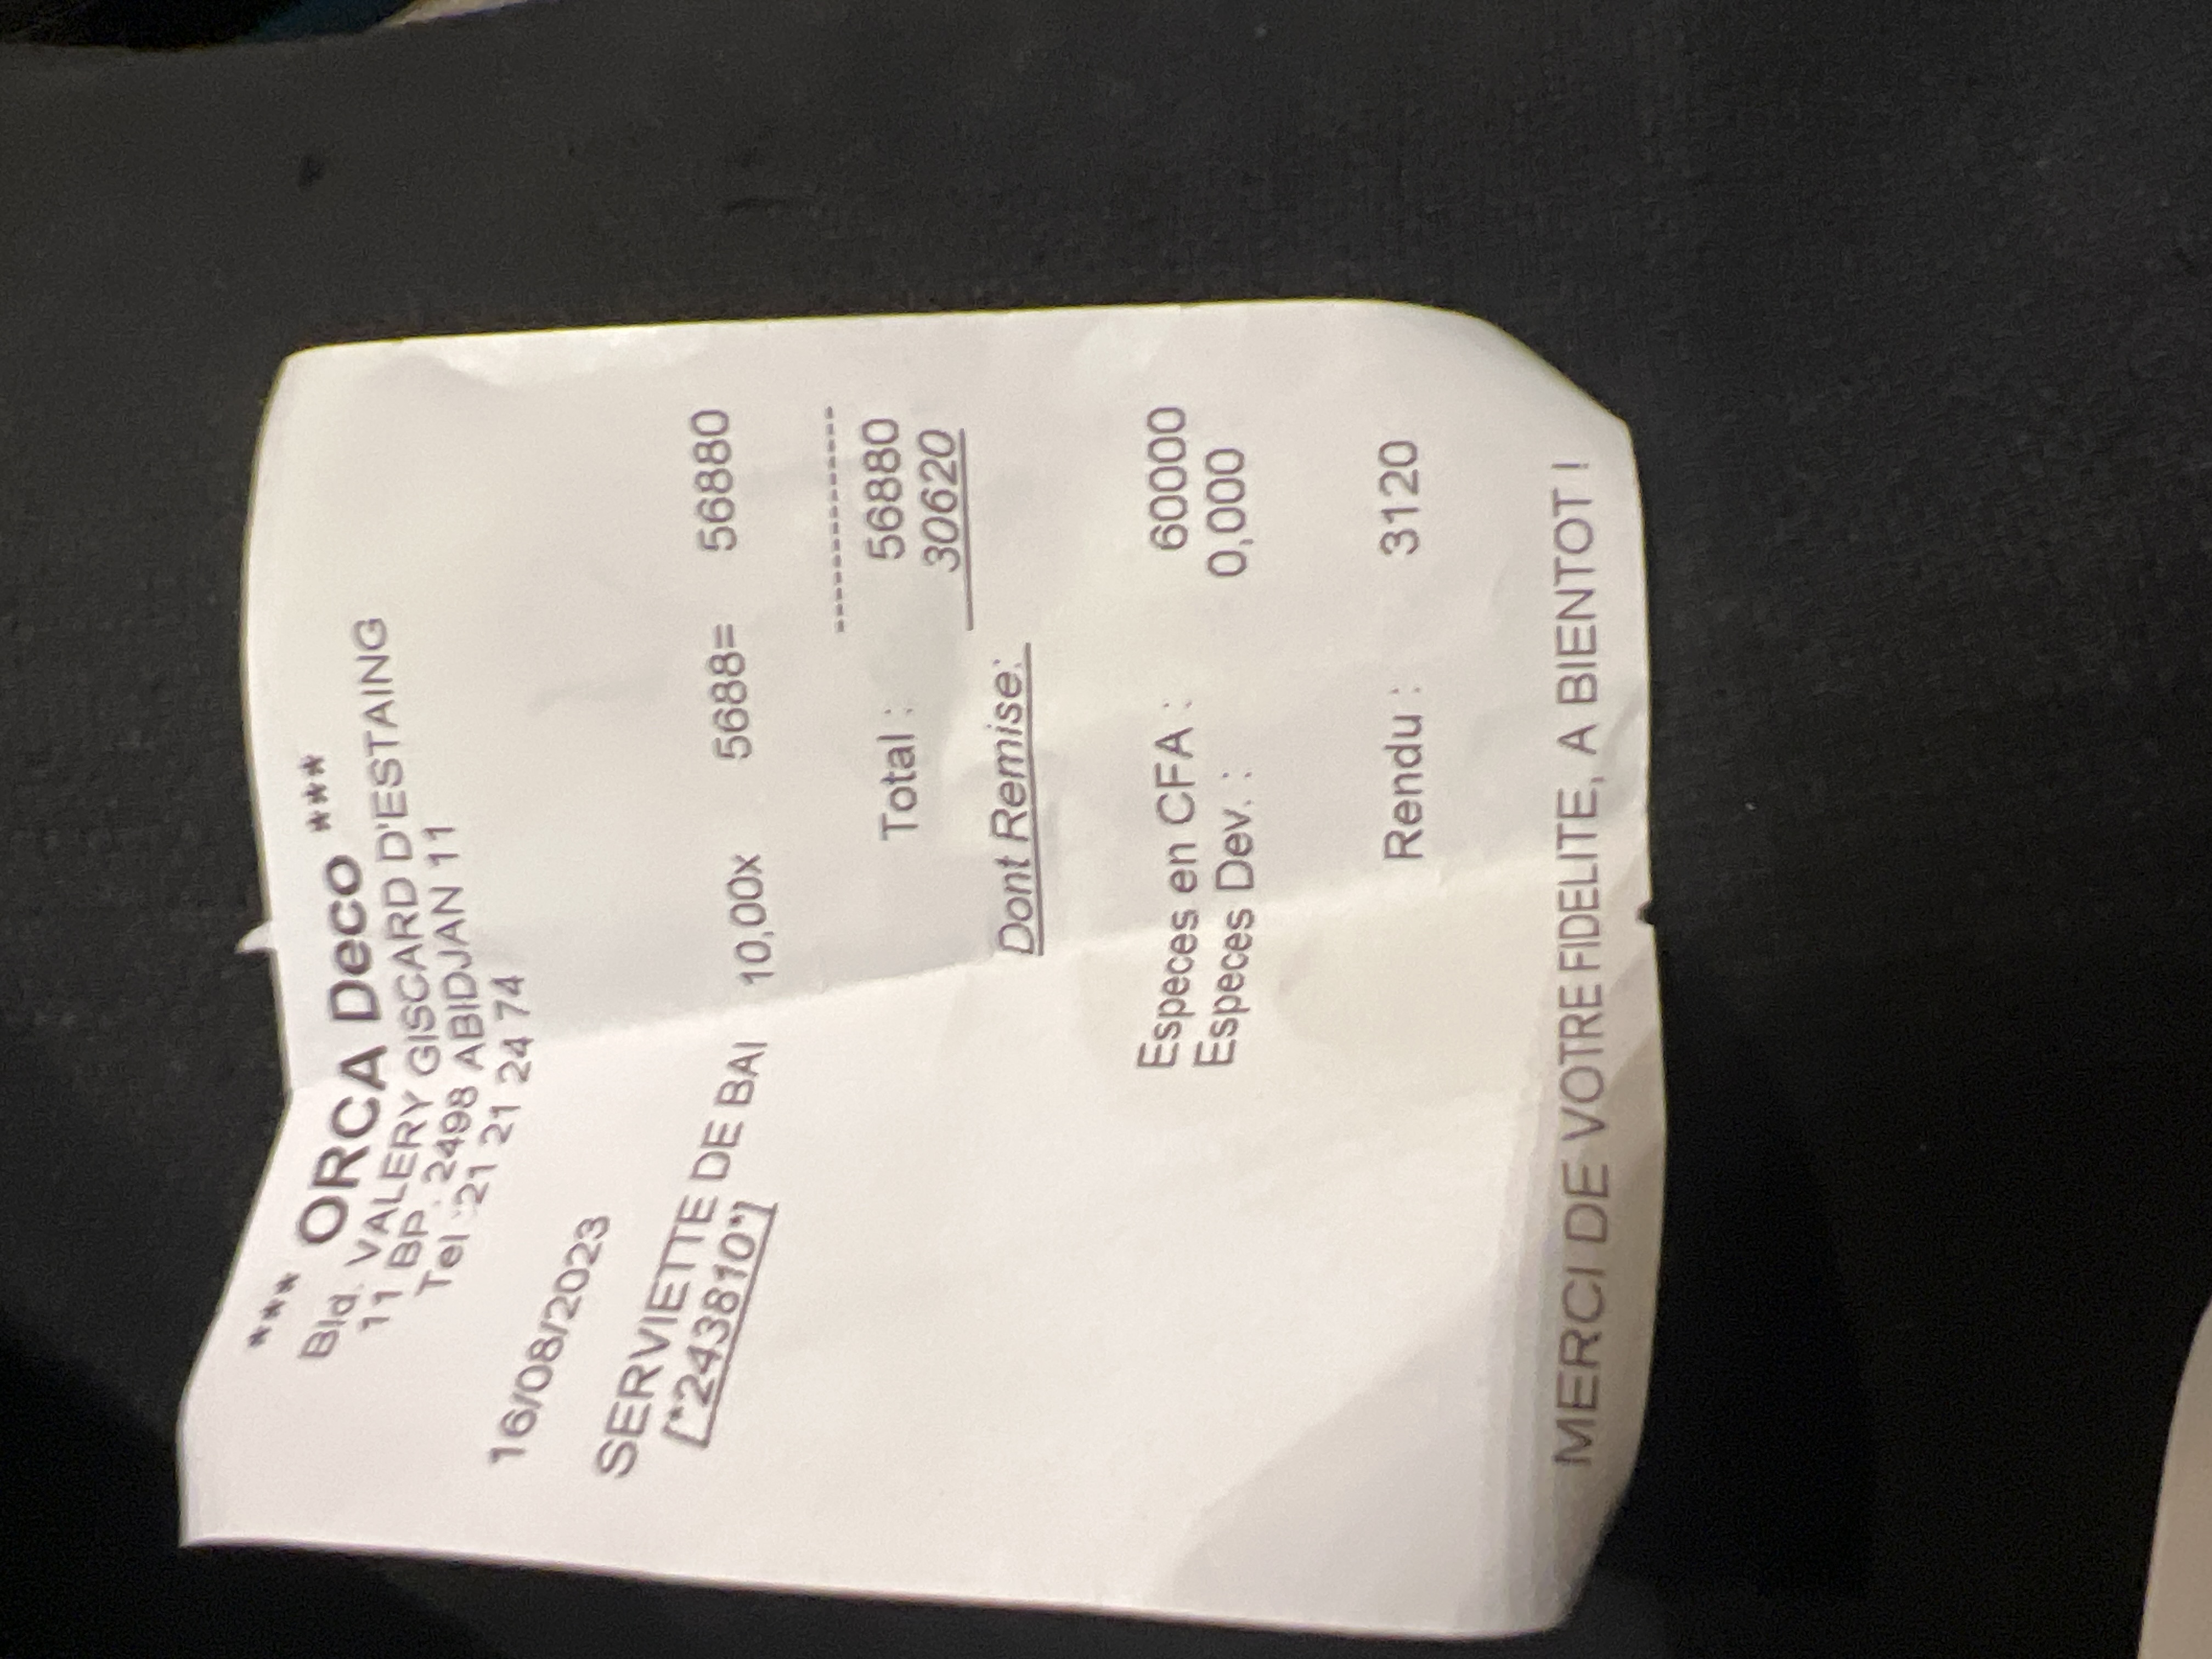 *** ORCA Deco ***
Bld. VALERY GISCARD D'ESTAING
11 BP. 2498 ABIDJAN 11
Tel :21 21 24 74
16/08/2023
SERVIETTE DE BAI 10,00x 5688= 56880
[*243810*]
--------------
Total : 56880
30620
Dont Remise:
Especes en CFA : 60000
Especes Dev. : 0,000
Rendu : 3120
MERCI DE VOTRE FIDELITE, A BIENTOT !